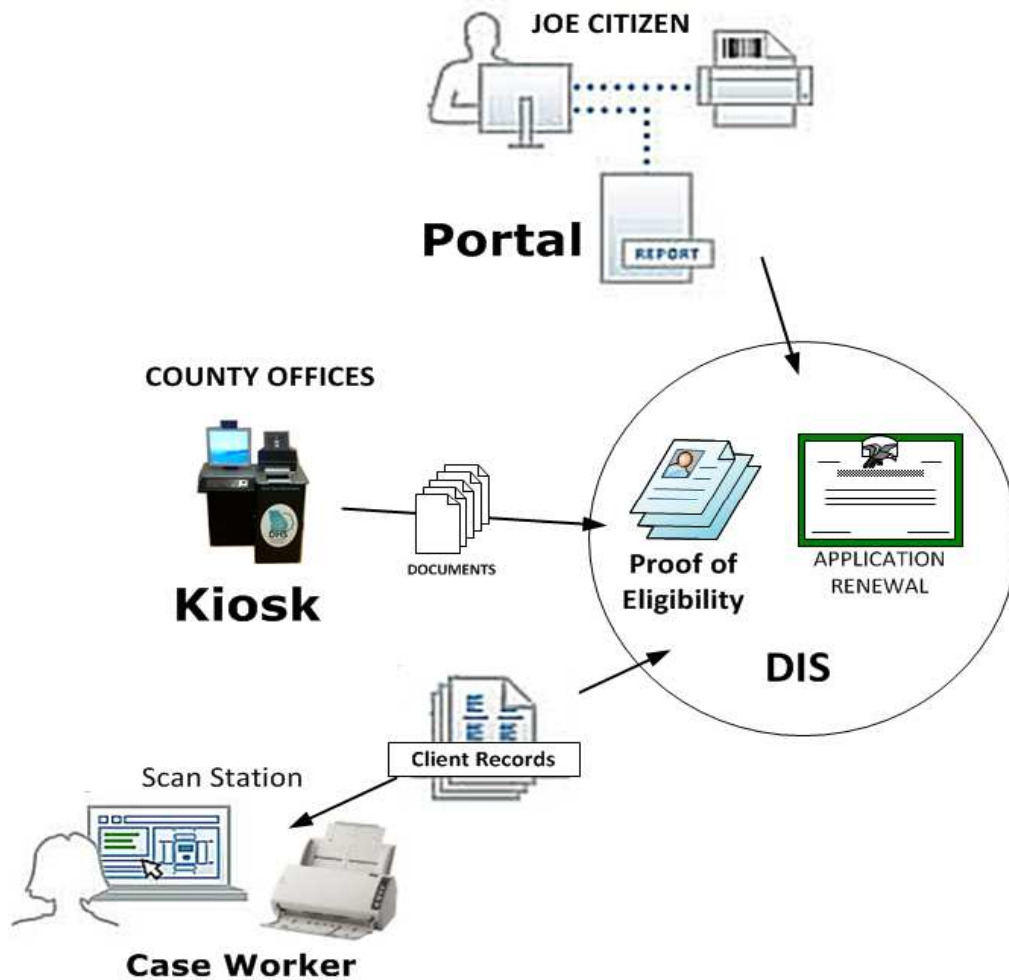 JOE CITIZEN
REPORT
Portal
COUNTY OFFICES
DHS
Kiosk
DOCUMENTS
Proof of
Eligibility
APPLICATION
RENEWAL
DIS
Client Records
Scan Station
Case Worker